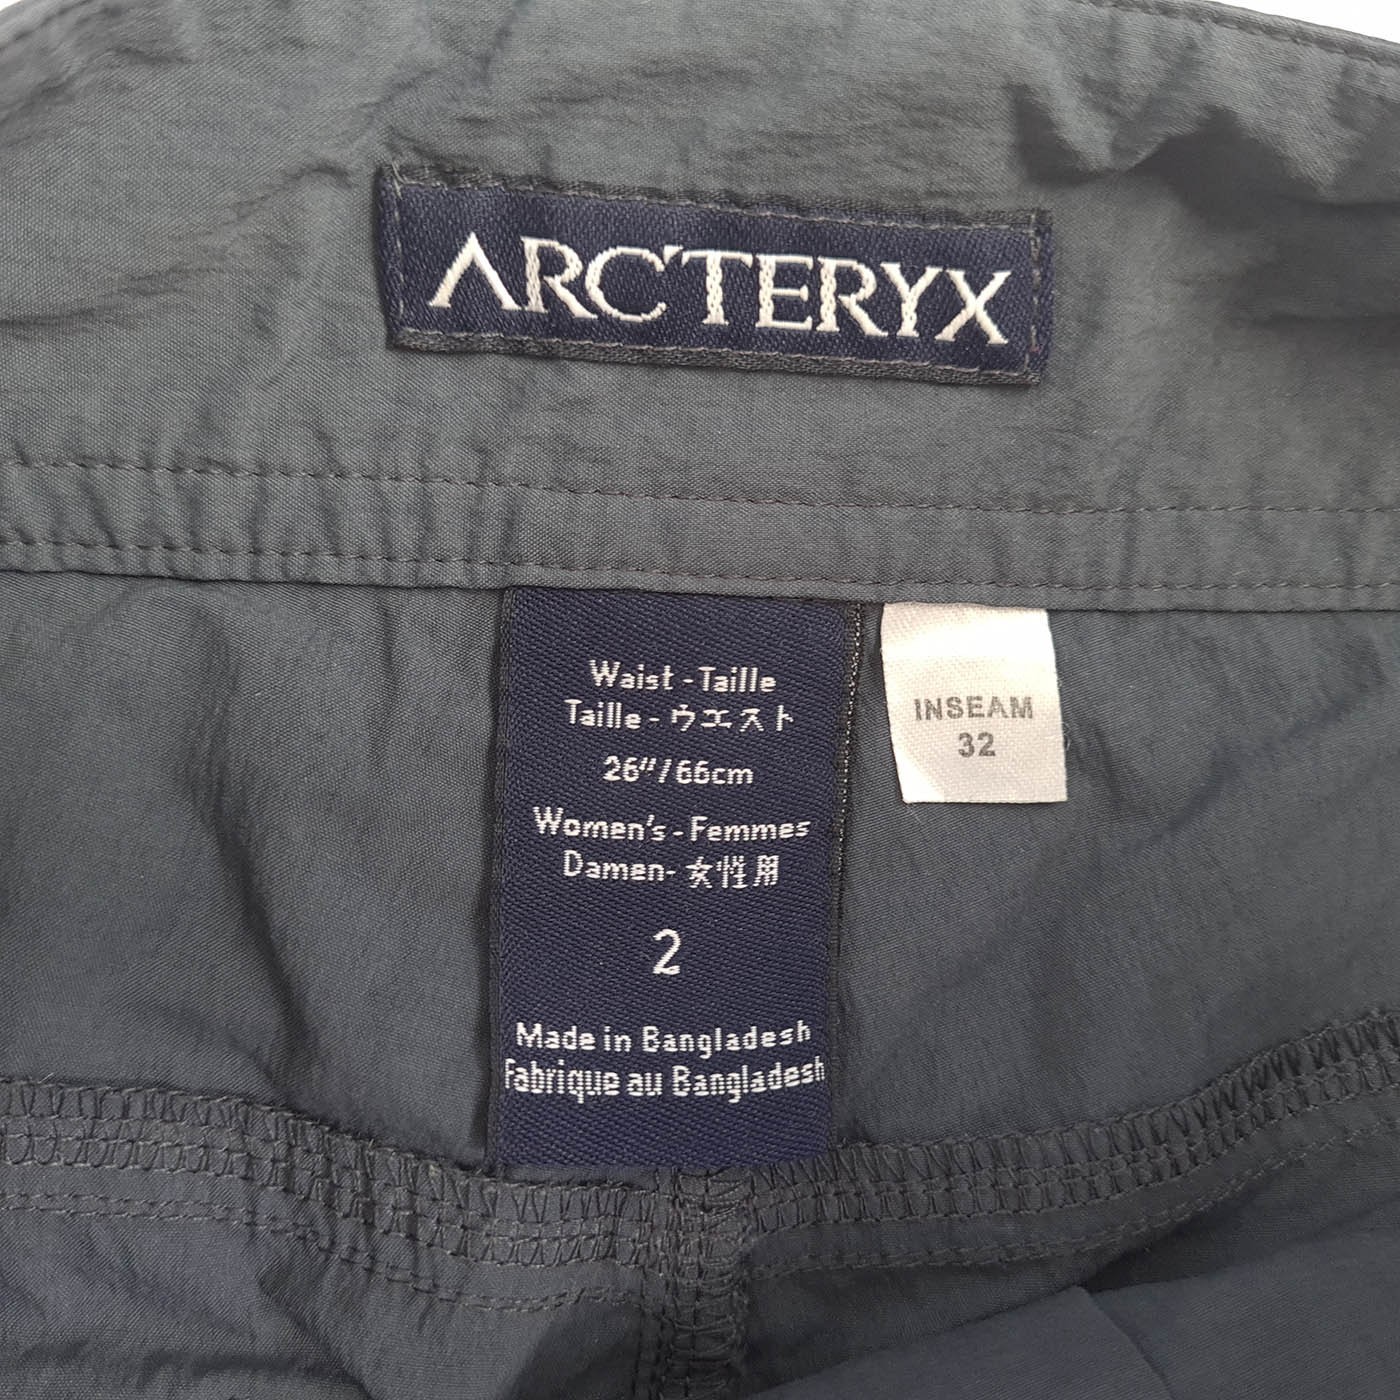 ARC'TERYX
Waist - Taille
Taille - ウエスト
26"/66cm
Women's - Femmes
Damen - 女性用
2
Made in Bangladesh
Fabrique au Bangladesh
INSEAM
32